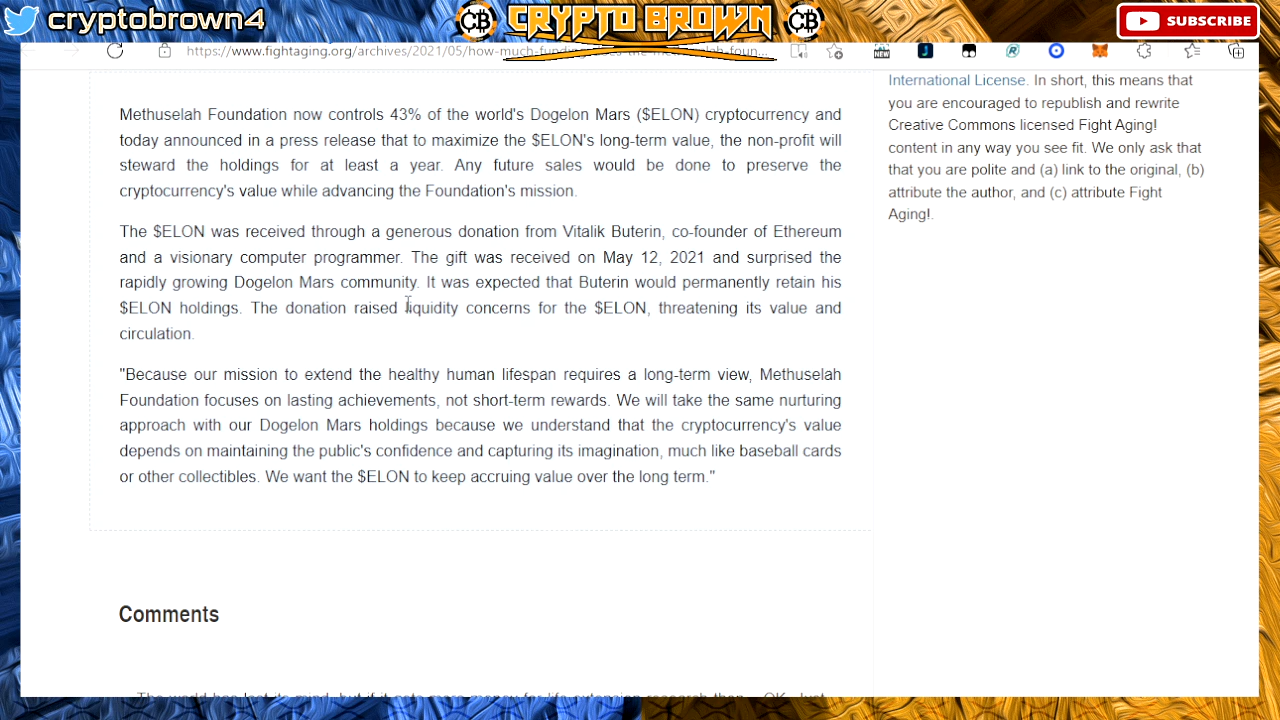 cryptobrown4
CB
CRYPTO BROWN
CB
SUBSCRIBE
https://www.fightaging.org/archives/2021/05/how-much-fundi
Methuselah Foundation now controls 43% of the world's Dogelon Mars ($ELON) cryptocurrency and
today announced in a press release that to maximize the $ELON's long-term value, the non-profit will
steward the holdings for at least a year. Any future sales would be done to preserve the
cryptocurrency's value while advancing the Foundation's mission.
The $ELON was received through a generous donation from Vitalik Buterin, co-founder of Ethereum
and a visionary computer programmer. The gift was received on May 12, 2021 and surprised the
rapidly growing Dogelon Mars community. It was expected that Buterin would permanently retain his
$ELON holdings. The donation raised liquidity concerns for the $ELON, threatening its value and
circulation.
"Because our mission to extend the healthy human lifespan requires a long-term view, Methuselah
Foundation focuses on lasting achievements, not short-term rewards. We will take the same nurturing
approach with our Dogelon Mars holdings because we understand that the cryptocurrency's value
depends on maintaining the public's confidence and capturing its imagination, much like baseball cards
or other collectibles. We want the $ELON to keep accruing value over the long term."
Comments
International License. In short, this means that
you are encouraged to republish and rewrite
Creative Commons licensed Fight Aging!
content in any way you see fit. We only ask that
that you are polite and (a) link to the original, (b)
attribute the author, and (c) attribute Fight
Aging!.